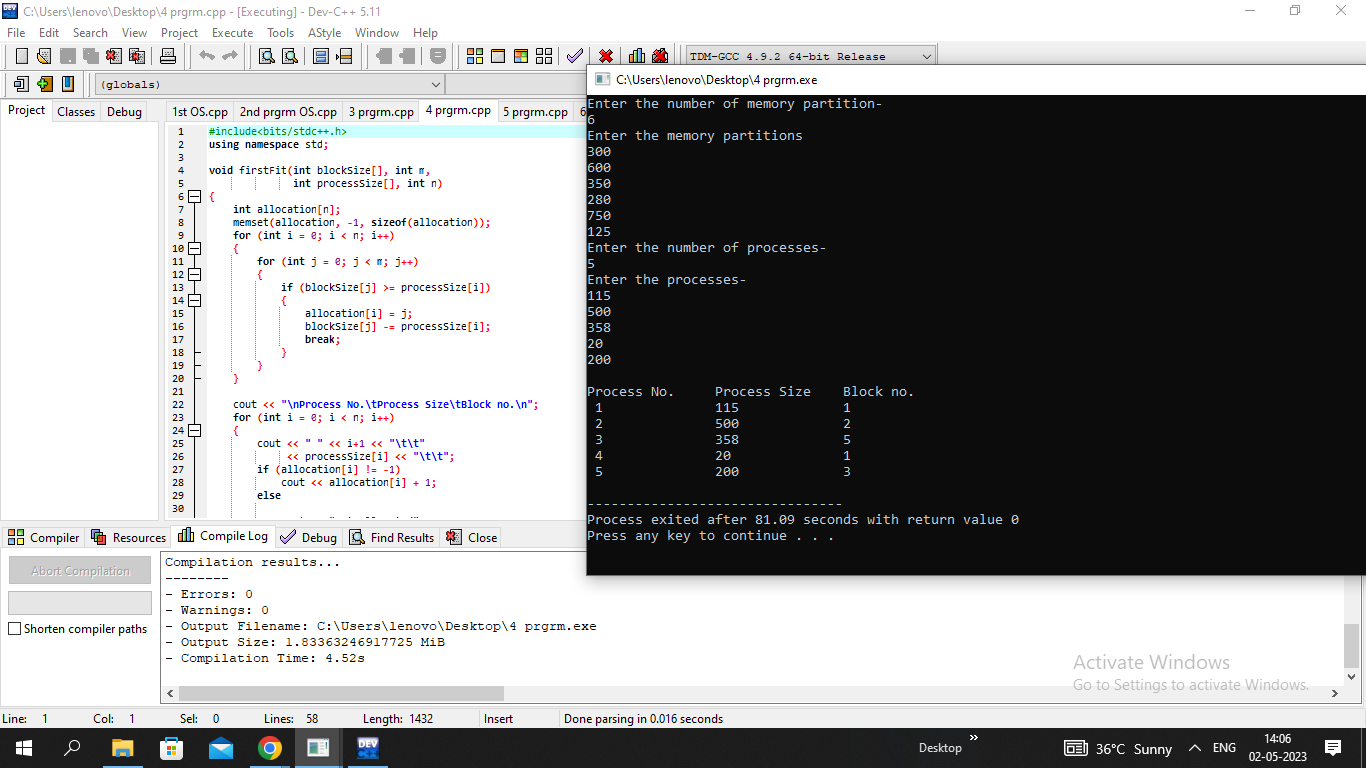 C:\Users\lenovo\Desktop\4 prgrm.cpp - [Executing] - Dev-C++ 5.11
File Edit Search View Project Execute Tools AStyle Window Help
TDM-GCC 4.9.2 64-bit Release
(globals)
Project Classes Debug
1st OS.cpp 2nd prgrm OS.cpp 3 prgrm.cpp 4 prgrm.cpp 5 prgrm.cpp 6
1 #include<bits/stdc++.h>
2 using namespace std;
3
4 void firstFit(int blockSize[], int m,
5 int processSize[], int n)
6 {
7 int allocation[n];
8 memset(allocation, -1, sizeof(allocation));
9 for (int i = 0; i < n; i++)
10 {
11 for (int j = 0; j < m; j++)
12 {
13 if (blockSize[j] >= processSize[i])
14 {
15 allocation[i] = j;
16 blockSize[j] -= processSize[i];
17 break;
18 }
19 }
20 }
21
22 cout << "\nProcess No.\tProcess Size\tBlock no.\n";
23 for (int i = 0; i < n; i++)
24 {
25 cout << " " << i+1 << "\t\t"
26 << processSize[i] << "\t\t";
27 if (allocation[i] != -1)
28 cout << allocation[i] + 1;
29 else
30
C:\Users\lenovo\Desktop\4 prgrm.exe
Enter the number of memory partition-
6
Enter the memory partitions
300
600
350
280
750
125
Enter the number of processes-
5
Enter the processes-
115
500
358
20
200
Process No. Process Size Block no.
1 115 1
2 500 2
3 358 5
4 20 1
5 200 3
--------------------------------
Process exited after 81.09 seconds with return value 0
Press any key to continue . . .
Compiler Resources Compile Log Debug Find Results Close
Abort Compilation
Shorten compiler paths
Compilation results...
--------
- Errors: 0
- Warnings: 0
- Output Filename: C:\Users\lenovo\Desktop\4 prgrm.exe
- Output Size: 1.83363246917725 MiB
- Compilation Time: 4.52s
Activate Windows
Go to Settings to activate Windows.
Line: 1 Col: 1 Sel: 0 Lines: 58 Length: 1432 Insert Done parsing in 0.016 seconds
DEV
Desktop » 36°C Sunny ENG 14:06
02-05-2023